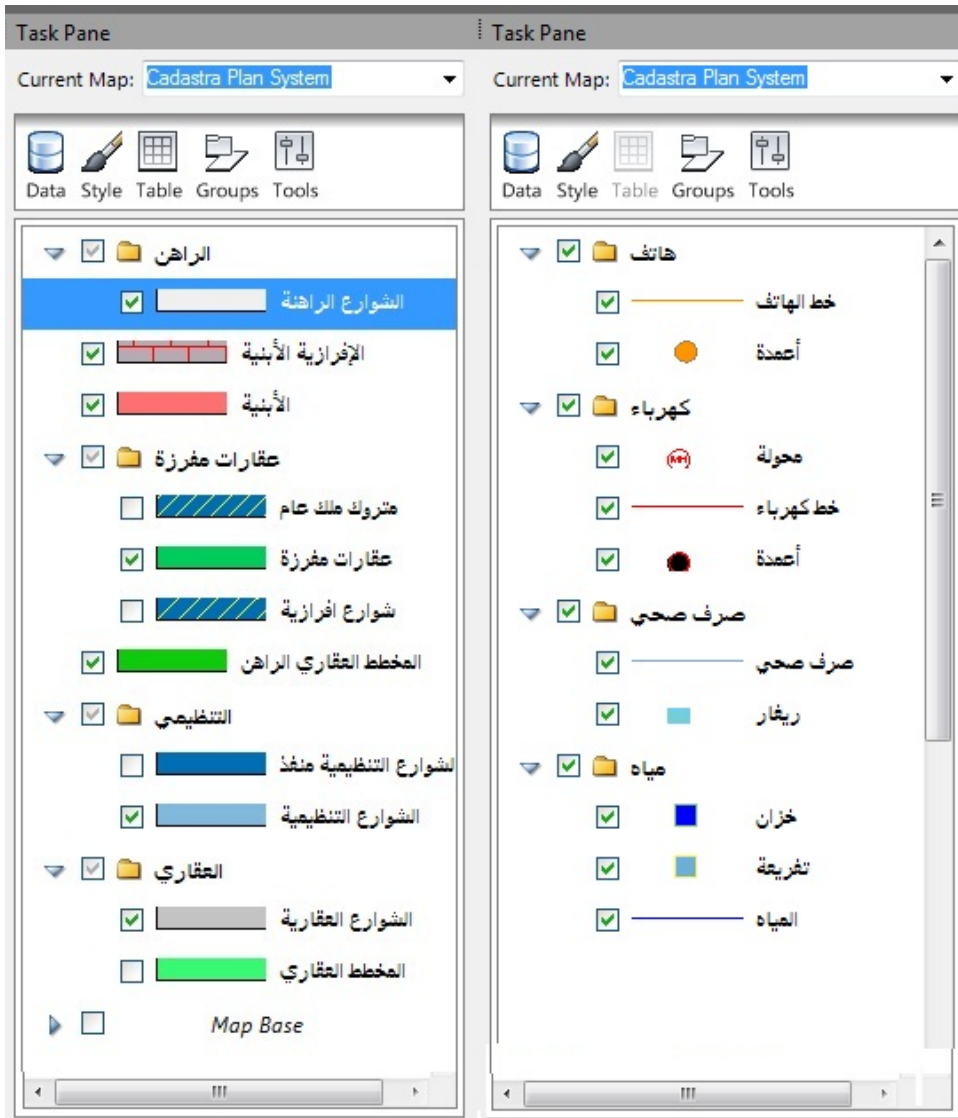 Task Pane
Current Map: Cadastra Plan System
Data Style Table Groups Tools
الراهن
الشوارع الراهنة
الإفرازية الأبنية
الأبنية
عقارات مفرزة
متروك ملك عام
عقارات مفرزة
شوارع افرازية
المخطط العقاري الراهن
التنظيمي
الشوارع التنظيمية منفذ
الشوارع التنظيمية
العقاري
الشوارع العقارية
المخطط العقاري
Map Base
Task Pane
Current Map: Cadastra Plan System
Data Style Table Groups Tools
هاتف
خط الهاتف
أعمدة
كهرباء
محولة
MH
خط كهرباء
أعمدة
صرف صحي
صرف صحي
ريغار
مياه
خزان
تفريعة
المياه